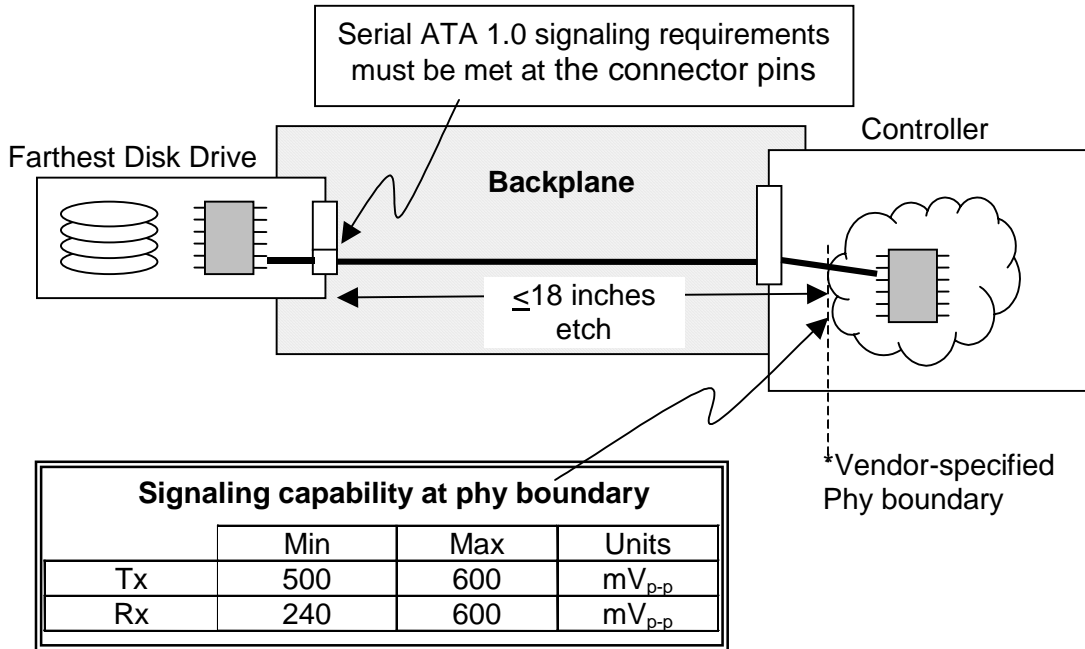 Serial ATA 1.0 signaling requirements
must be met at the connector pins
Controller
Farthest Disk Drive
Backplane
≤18 inches
etch
*Vendor-specified
Phy boundary
Signaling capability at phy boundary
Min Max Units
Tx 500 600 mVp-p
Rx 240 600 mVp-p